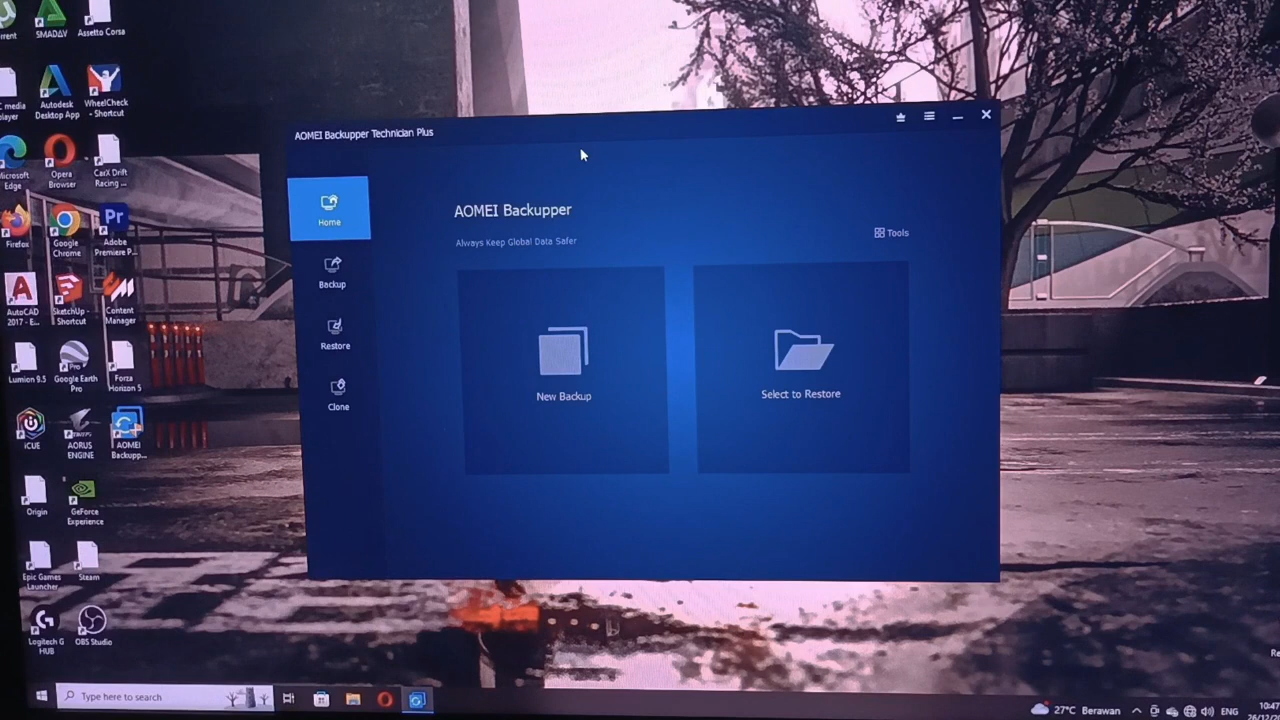 SMADΔV
Assetto Corsa
Autodesk
Desktop App
WheelCheck
- Shortcut
Microsoft
Edge
Opera
Browser
CarX Drift
Racing ...
Firefox
Google
Chrome
Adobe
Premiere P...
AutoCAD
2017 - E...
SketchUp -
Shortcut
Content
Manager
Lumion 9.5
Google Earth
Pro
Forza
Horizon 5
iCUE
AORUS
ENGINE
AOMEI
Backupp...
Origin
GeForce
Experience
Epic Games
Launcher
Steam
Logitech G
HUB
OBS Studio
AOMEI Backupper Technician Plus
Home
Backup
Restore
Clone
AOMEI Backupper
Always Keep Global Data Safer
Tools
New Backup
Select to Restore
Type here to search
27°C Berawan
ENG
10:47